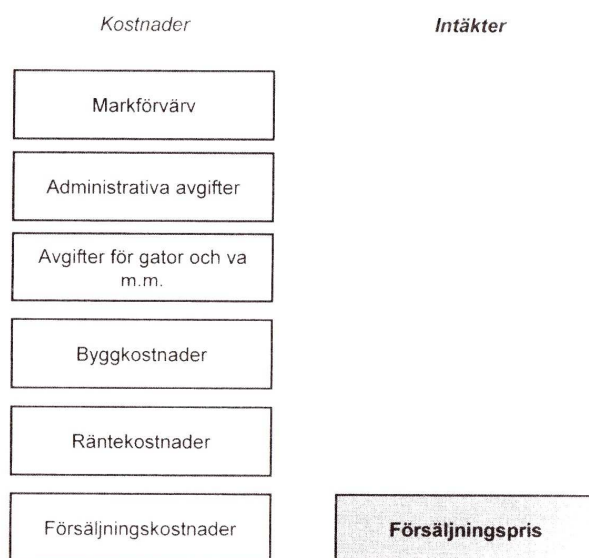 Kostnader
Intäkter
Markförvärv
Administrativa avgifter
Avgifter för gator och va
m.m.
Byggkostnader
Räntekostnader
Försäljningskostnader
Försäljningspris